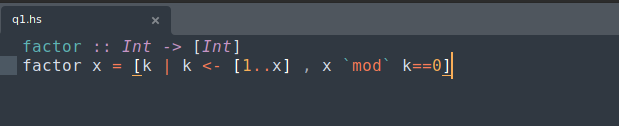 q1.hs ×
factor :: Int -> [Int]
factor x = [k | k <- [1..x] , x `mod` k==0]